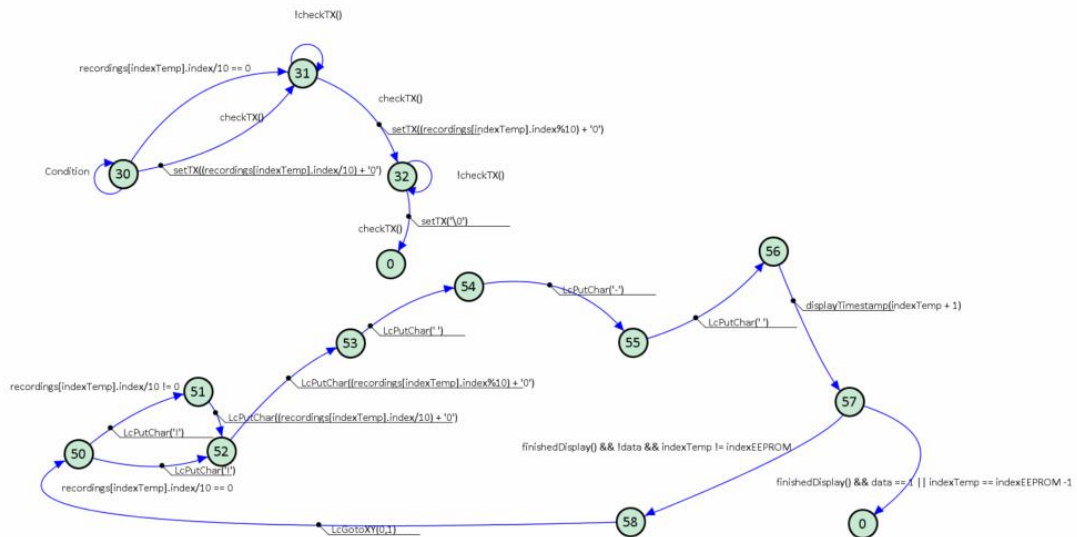 !checkTX()
31
recordings[indexTemp].index/10 == 0
checkTX()
checkTX()
setTX((recordings[indexTemp].index%10) + '0')
Condition
30
setTX((recordings[indexTemp].index/10) + '0')
32
!checkTX()
setTX('\0')
checkTX()
0
56
54
LcPutChar('-')
displayTimestamp(indexTemp + 1)
LcPutChar(' ')
53
55
LcPutChar(' ')
LcPutChar((recordings[indexTemp].index%10) + '0')
recordings[indexTemp].index/10 != 0
51
57
LcPutChar((recordings[indexTemp].index/10) + '0')
LcPutChar('I')
50
52
finishedDisplay() && !data && indexTemp != indexEEPROM
LcPutChar('I')
recordings[indexTemp].index/10 == 0
finishedDisplay() && data == 1 || indexTemp == indexEEPROM -1
58
0
LcGotoXY(0,1)